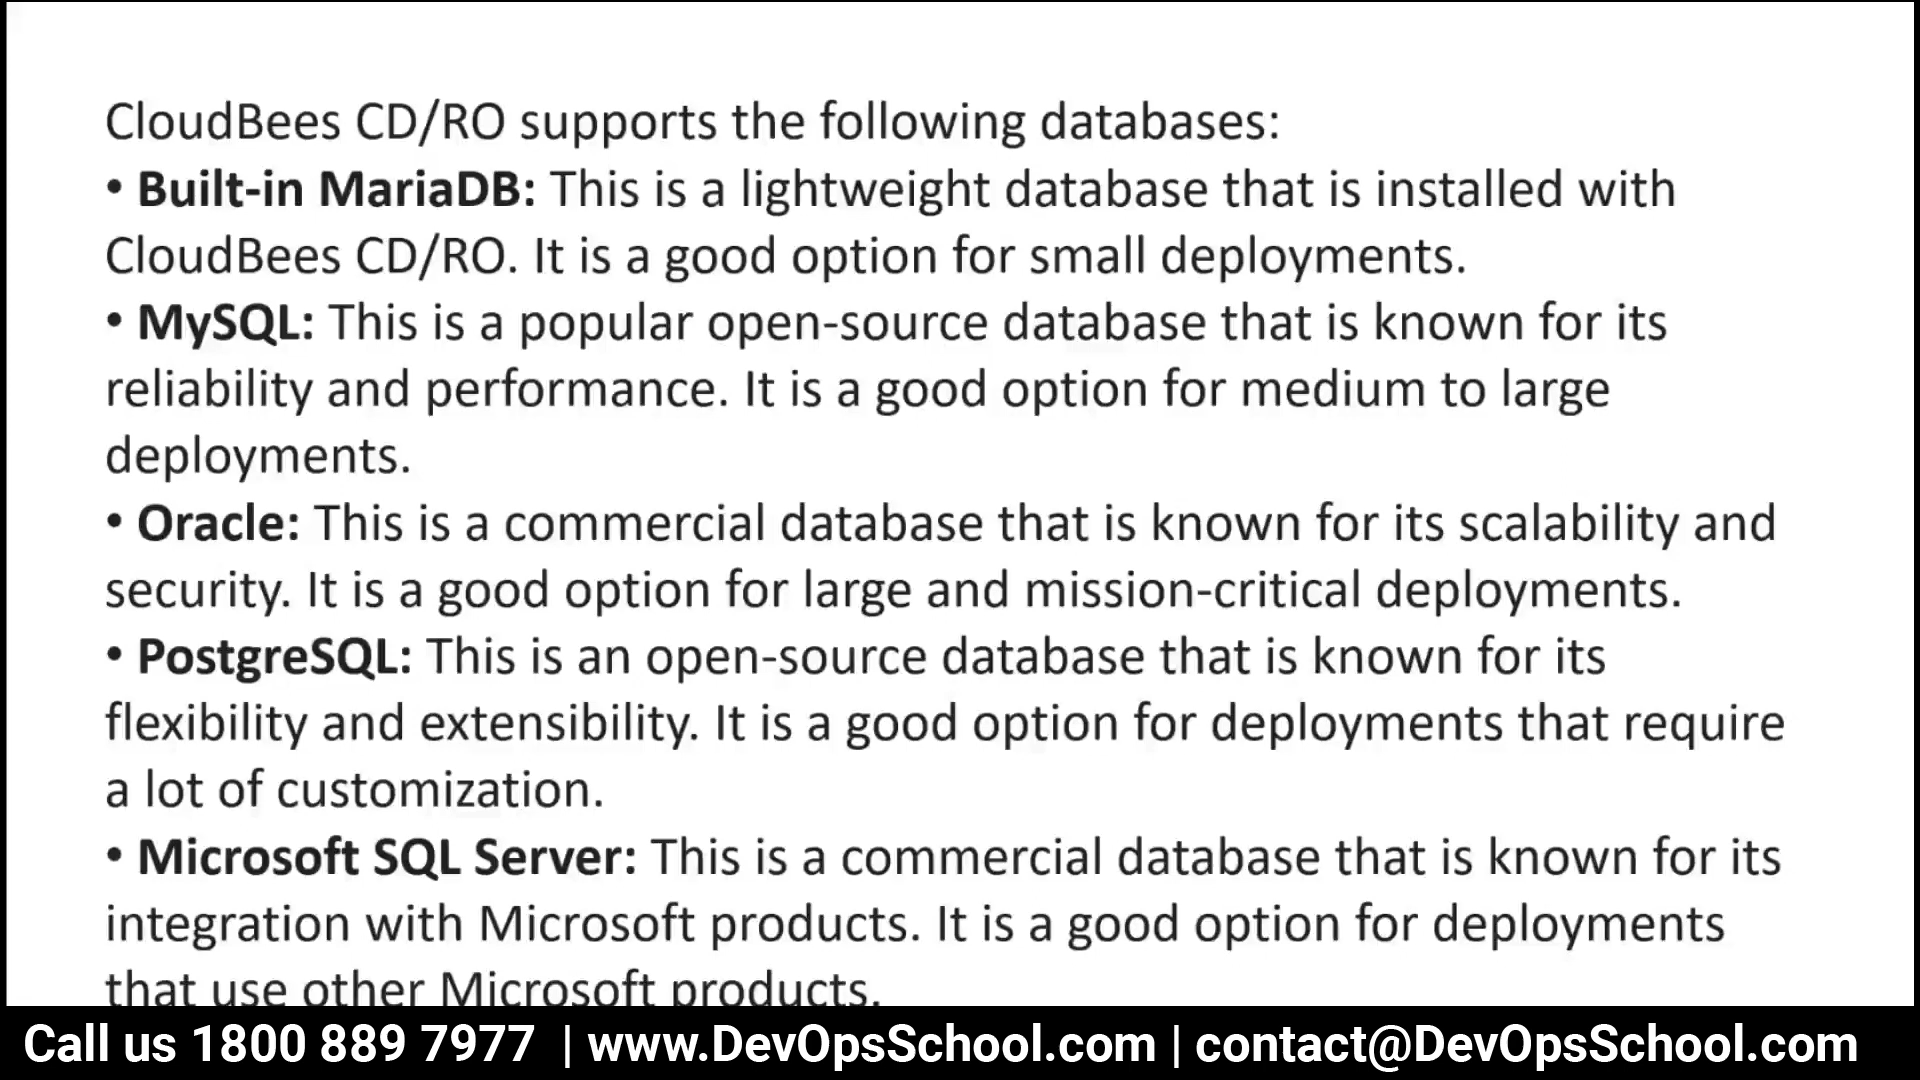 CloudBees CD/RO supports the following databases:
• Built-in MariaDB: This is a lightweight database that is installed with
CloudBees CD/RO. It is a good option for small deployments.
• MySQL: This is a popular open-source database that is known for its
reliability and performance. It is a good option for medium to large
deployments.
• Oracle: This is a commercial database that is known for its scalability and
security. It is a good option for large and mission-critical deployments.
• PostgreSQL: This is an open-source database that is known for its
flexibility and extensibility. It is a good option for deployments that require
a lot of customization.
• Microsoft SQL Server: This is a commercial database that is known for its
integration with Microsoft products. It is a good option for deployments
that use other Microsoft products.
Call us 1800 889 7977 | www.DevOpsSchool.com | contact@DevOpsSchool.com